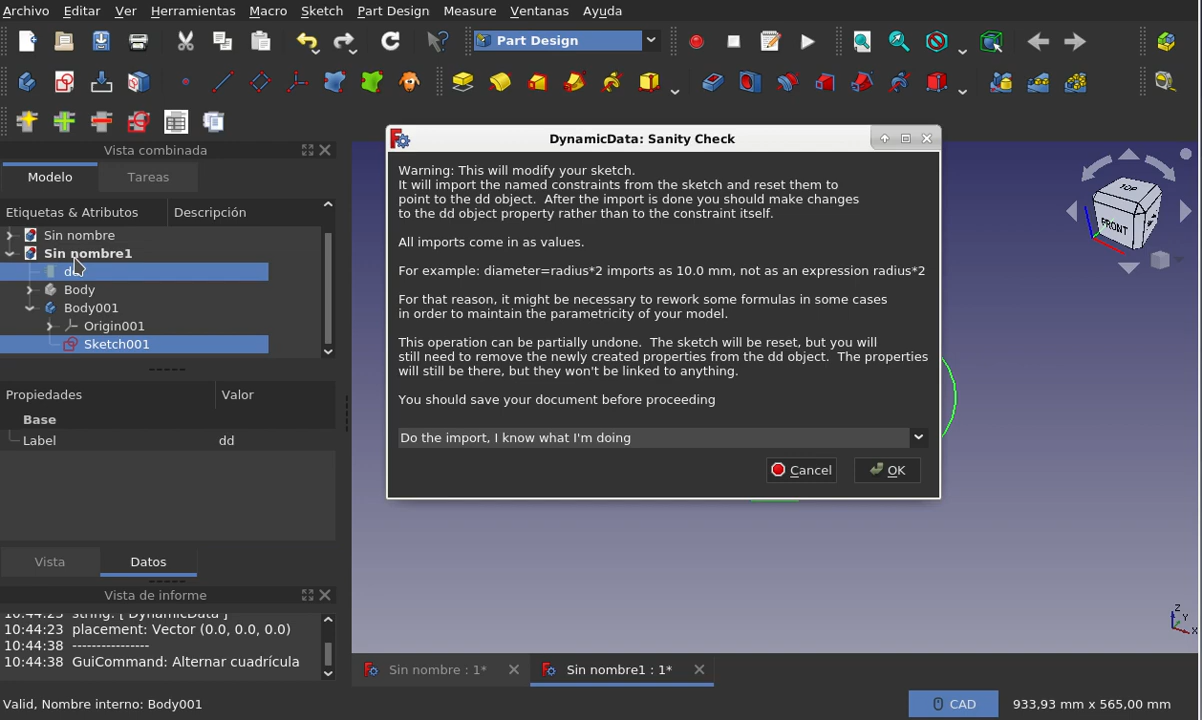 Archivo Editar Ver Herramientas Macro Sketch Part Design Measure Ventanas Ayuda
Part Design
Vista combinada
Modelo Tareas
Etiquetas & Atributos Descripción
Sin nombre
Sin nombre1
Body
Body001
Origin001
Sketch001
Propiedades Valor
Base
Label dd
Vista Datos
Vista de informe
10:44:23 string: [ DynamicData ]
10:44:23 placement: Vector (0.0, 0.0, 0.0)
10:44:38 ----------------
10:44:38 GuiCommand: Alternar cuadrícula
DynamicData: Sanity Check
Warning: This will modify your sketch.
It will import the named constraints from the sketch and reset them to
point to the dd object. After the import is done you should make changes
to the dd object property rather than to the constraint itself.
All imports come in as values.
For example: diameter=radius*2 imports as 10.0 mm, not as an expression radius*2
For that reason, it might be necessary to rework some formulas in some cases
in order to maintain the parametricity of your model.
This operation can be partially undone. The sketch will be reset, but you will
still need to remove the newly created properties from the dd object. The properties
will still be there, but they won't be linked to anything.
You should save your document before proceeding
Do the import, I know what I'm doing
Cancel OK
TOP
FRONT
Z
Y
X
Sin nombre : 1* Sin nombre1 : 1*
Valid, Nombre interno: Body001
CAD 933,93 mm x 565,00 mm